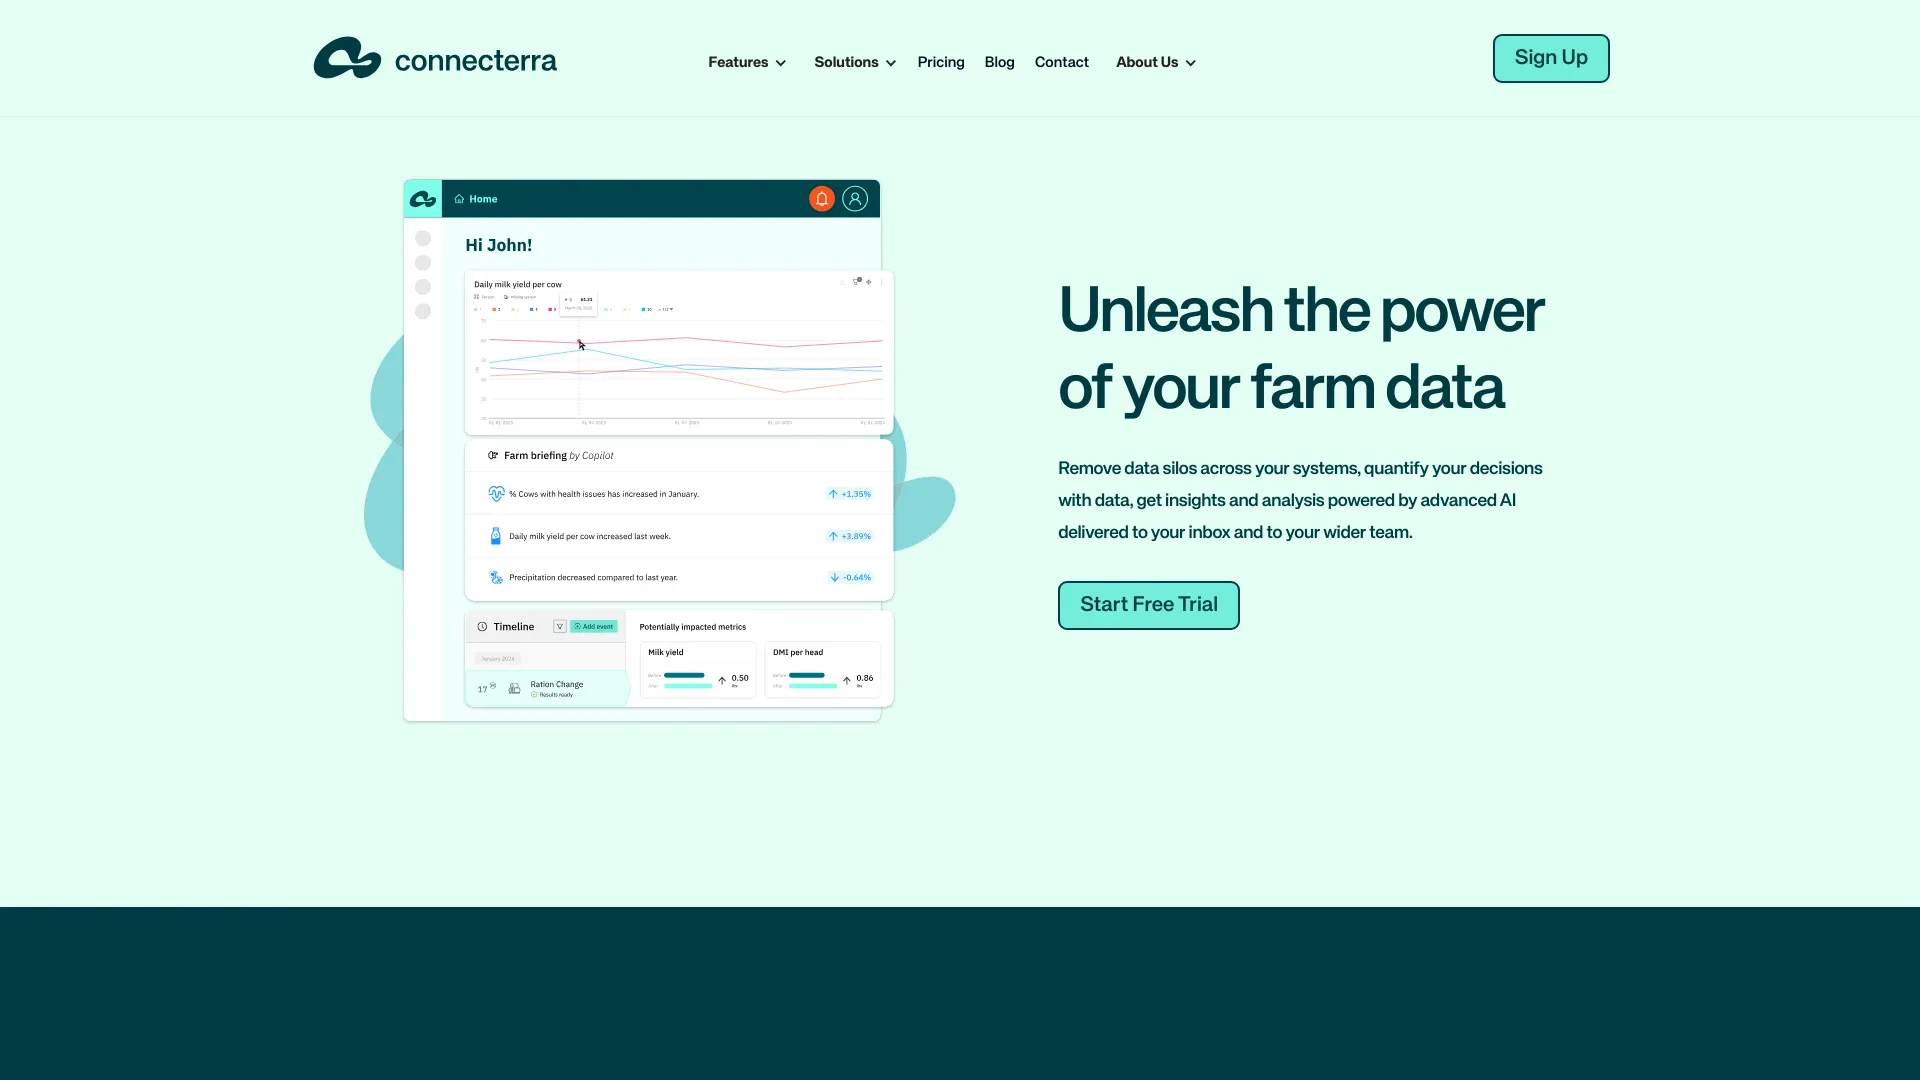 connecterra
Features
Solutions
Pricing
Blog
Contact
About Us
Sign Up
Home
Hi John!
Daily milk yield per cow
Farm briefing by Copilot
% Cows with health issues has increased in January.
+1.35%
Daily milk yield per cow increased last week.
+3.89%
Precipitation decreased compared to last year.
-0.64%
Timeline
Add event
January 2024
17
Ration Change
Results ready
Potentially impacted metrics
Milk yield
0.50
lbs
DMI per head
0.86
lbs
Unleash the power
of your farm data
Remove data silos across your systems, quantify your decisions
with data, get insights and analysis powered by advanced AI
delivered to your inbox and to your wider team.
Start Free Trial